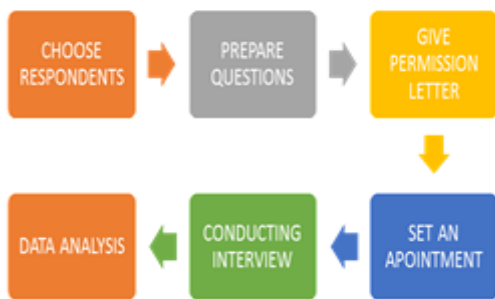 CHOOSE
RESPONDENTS
PREPARE
QUESTIONS
GIVE
PERMISSION
LETTER
SET AN
APOINTMENT
CONDUCTING
INTERVIEW
DATA ANALYSIS